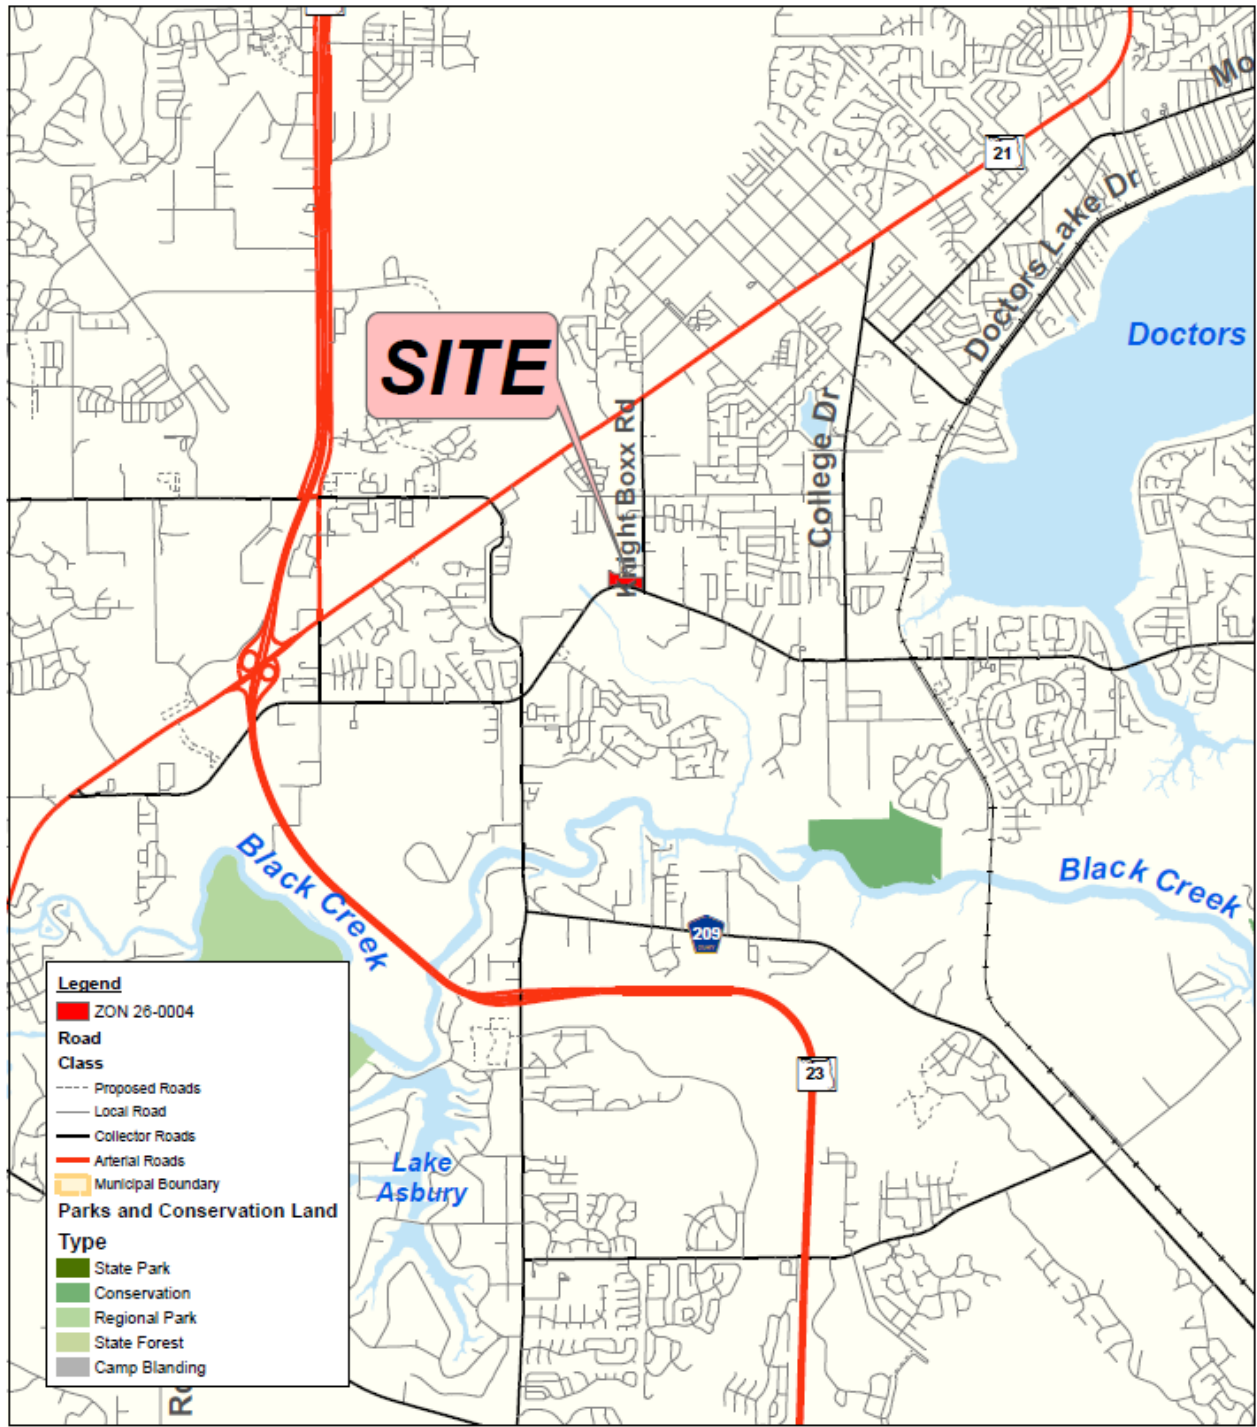 Mo
21
Doctors Lake Dr
Doctors
SITE
Knight Boxx Rd
College Dr
Black Creek
Black Creek
209
23
Lake
Asbury
Legend
ZON 26-0004
Road
Class
Proposed Roads
Local Road
Collector Roads
Arterial Roads
Municipal Boundary
Parks and Conservation Land
Type
State Park
Conservation
Regional Park
State Forest
Camp Blanding